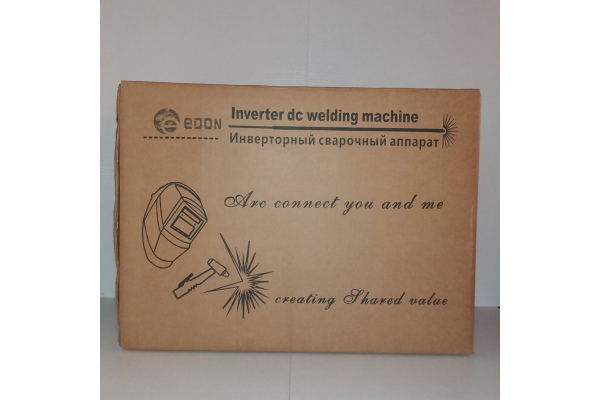 EDON
Inverter dc welding machine
Инверторный сварочный аппарат
Arc connect you and me
creating Shared value